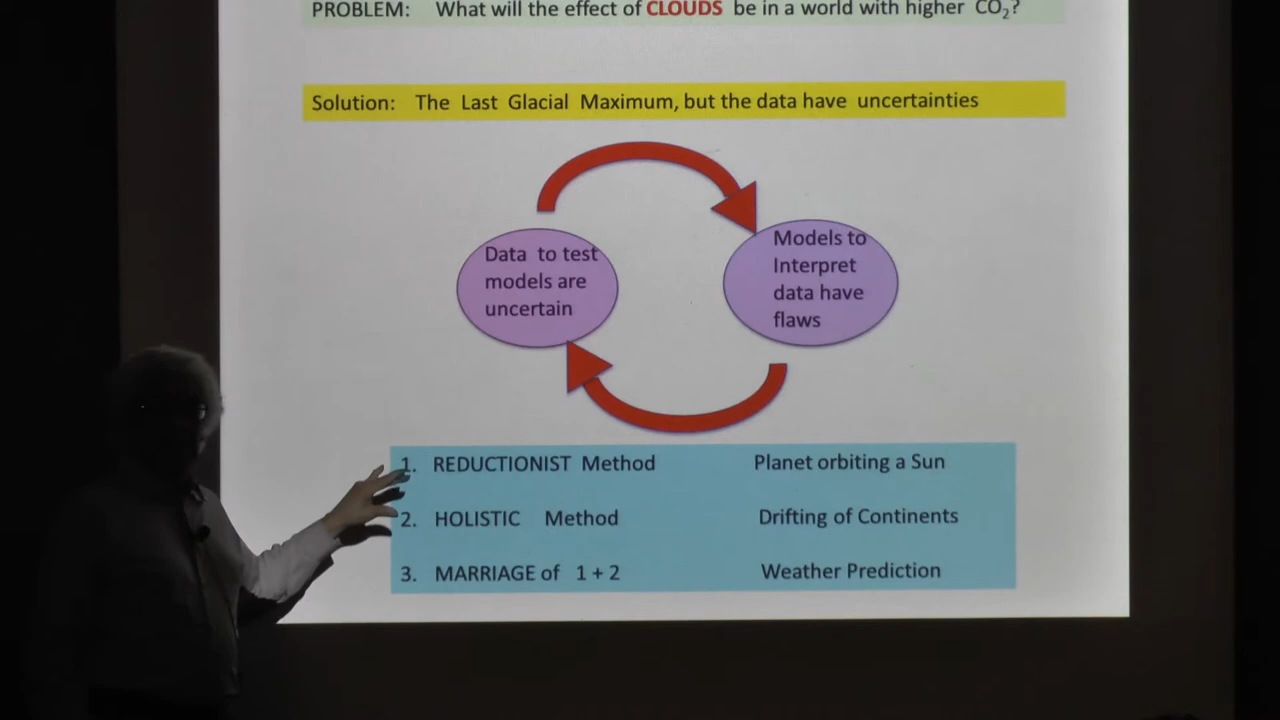 PROBLEM: What will the effect of CLOUDS be in a world with higher CO₂?
Solution: The Last Glacial Maximum, but the data have uncertainties
Data to test
models are
uncertain
Models to
Interpret
data have
flaws
1. REDUCTIONIST Method Planet orbiting a Sun
2. HOLISTIC Method Drifting of Continents
3. MARRIAGE of 1 + 2 Weather Prediction